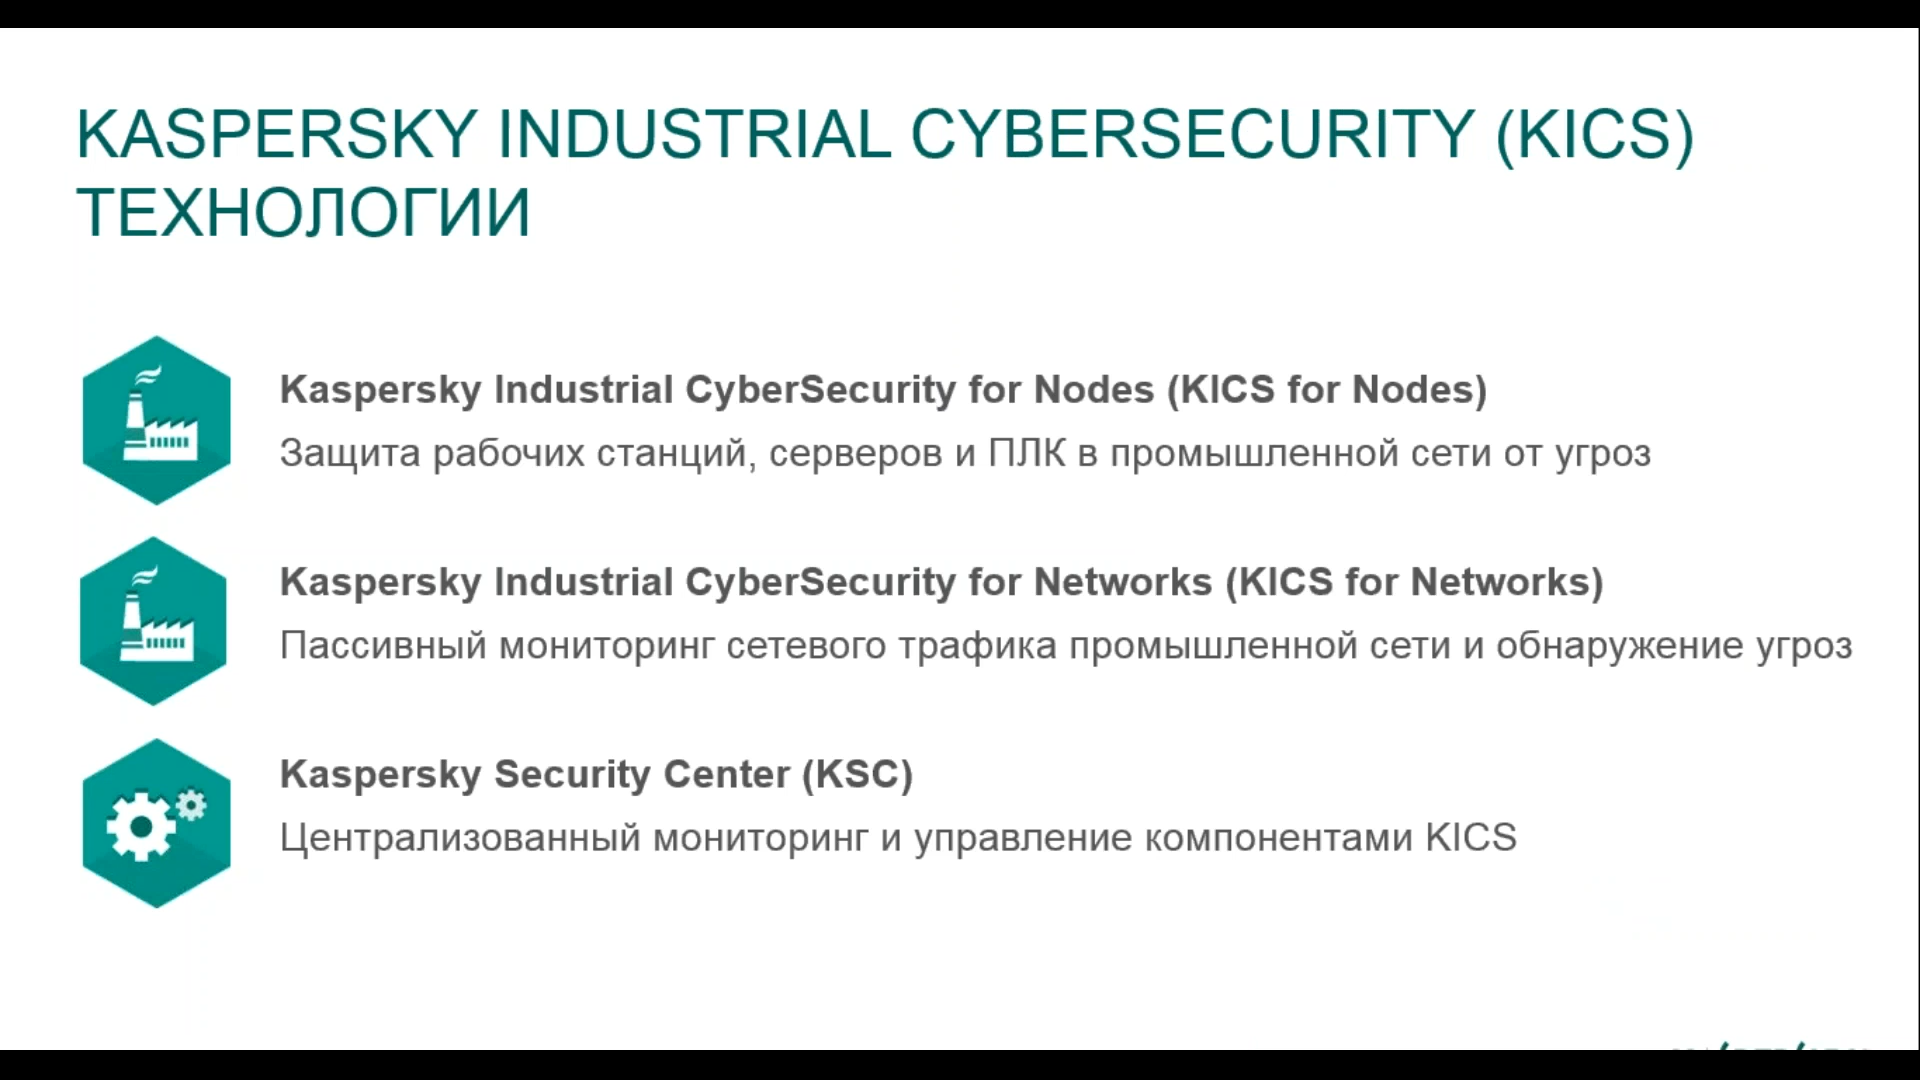 KASPERSKY INDUSTRIAL CYBERSECURITY (KICS)
ТЕХНОЛОГИИ
Kaspersky Industrial CyberSecurity for Nodes (KICS for Nodes)
Защита рабочих станций, серверов и ПЛК в промышленной сети от угроз
Kaspersky Industrial CyberSecurity for Networks (KICS for Networks)
Пассивный мониторинг сетевого трафика промышленной сети и обнаружение угроз
Kaspersky Security Center (KSC)
Централизованный мониторинг и управление компонентами KICS